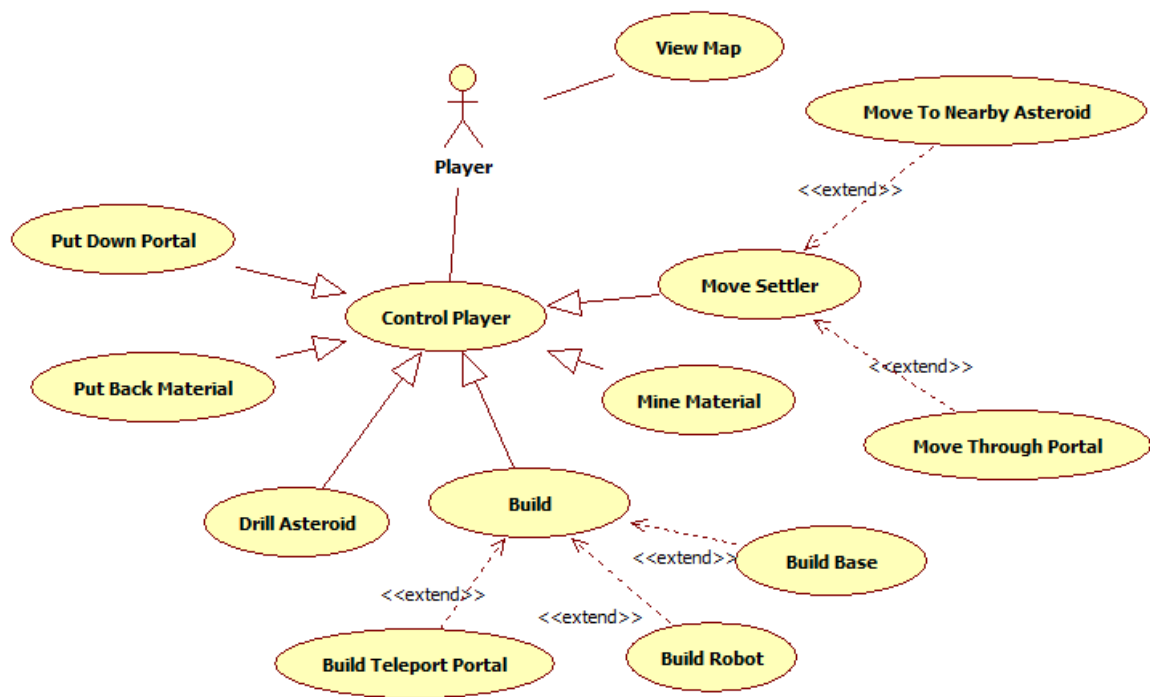 View Map
Move To Nearby Asteroid
Player
<<extend>>
Put Down Portal
Move Settler
Control Player
<<extend>>
Put Back Material
Mine Material
Move Through Portal
Build
Drill Asteroid
<<extend>>
Build Base
<<extend>>
<<extend>>
Build Teleport Portal
Build Robot